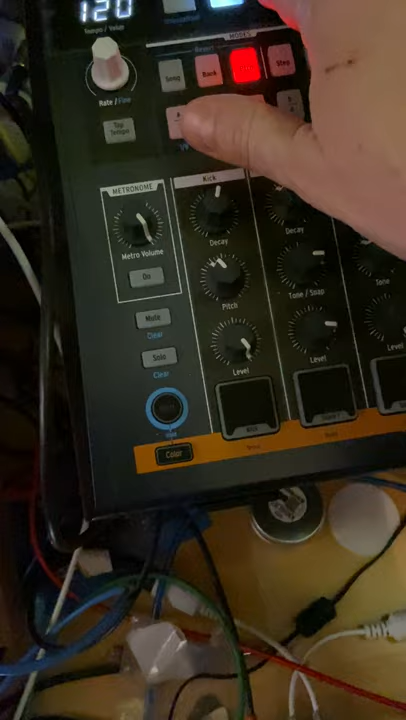 120
Tempo / Value
MODES
Song
Bank
Step
Rate / Fine
Tap
Tempo
A
METRONOME
Kick
Metro Volume
Decay
Decay
On
Pitch
Tone / Snap
Tone
Mute
Clear
Level
Level
Level
Solo
Clear
Color